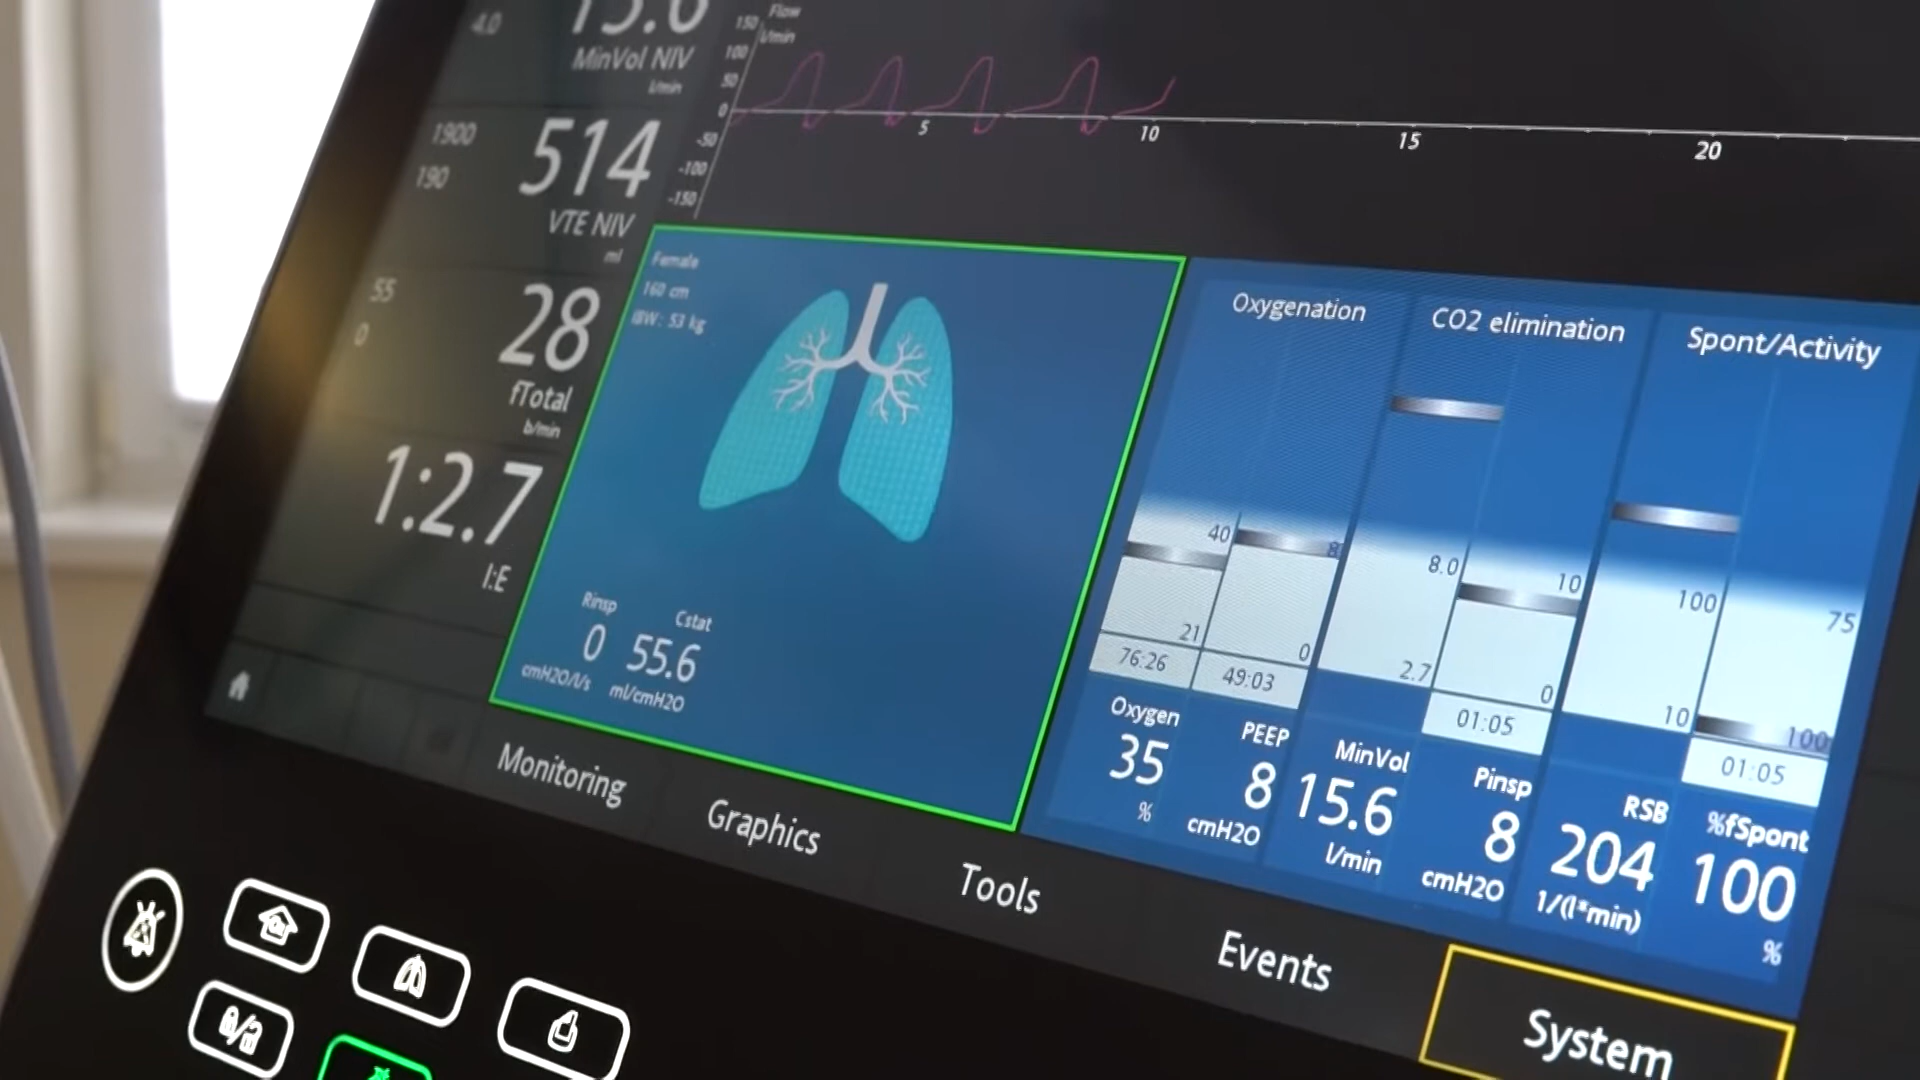 4.0
15.6
MinVol NIV
l/min
1900
190
514
VTE NIV
ml
55
0
28
fTotal
b/min
1:2.7
I:E
Flow
l/min
150
100
50
0
-50
-100
-150
5
10
15
20
Female
160 cm
IBW: 53 kg
Rinsp
0
cmH2O/l/s
Cstat
55.6
ml/cmH2O
Oxygenation
CO2 elimination
Spont/Activity
40
21
76:26
Oxygen
35
%
8
0
49:03
PEEP
8
cmH2O
8.0
2.7
MinVol
15.6
l/min
10
0
01:05
Pinsp
8
cmH2O
100
10
RSB
204
1/(l*min)
75
100
01:05
%fSpont
100
%
Monitoring
Graphics
Tools
Events
System